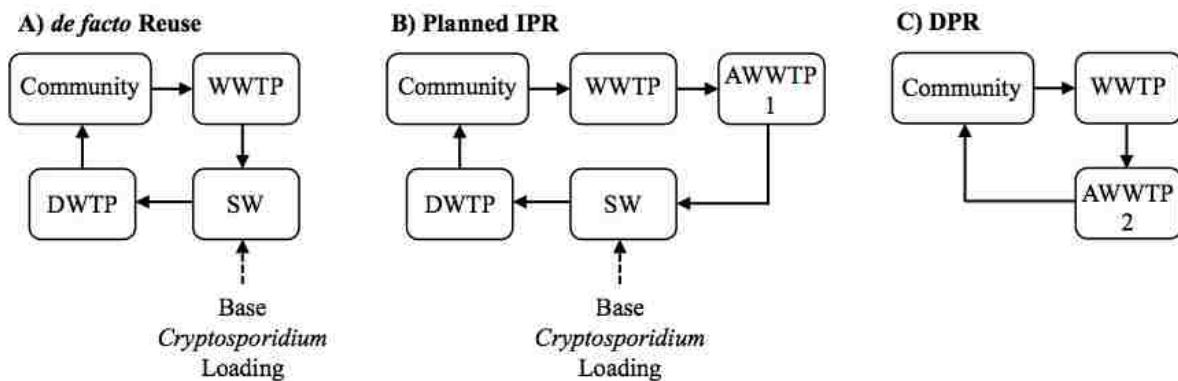 A) de facto Reuse
Community
WWTP
DWTP
SW
Base
Cryptosporidium
Loading
B) Planned IPR
Community
WWTP
AWWTP
1
DWTP
SW
Base
Cryptosporidium
Loading
C) DPR
Community
WWTP
AWWTP
2